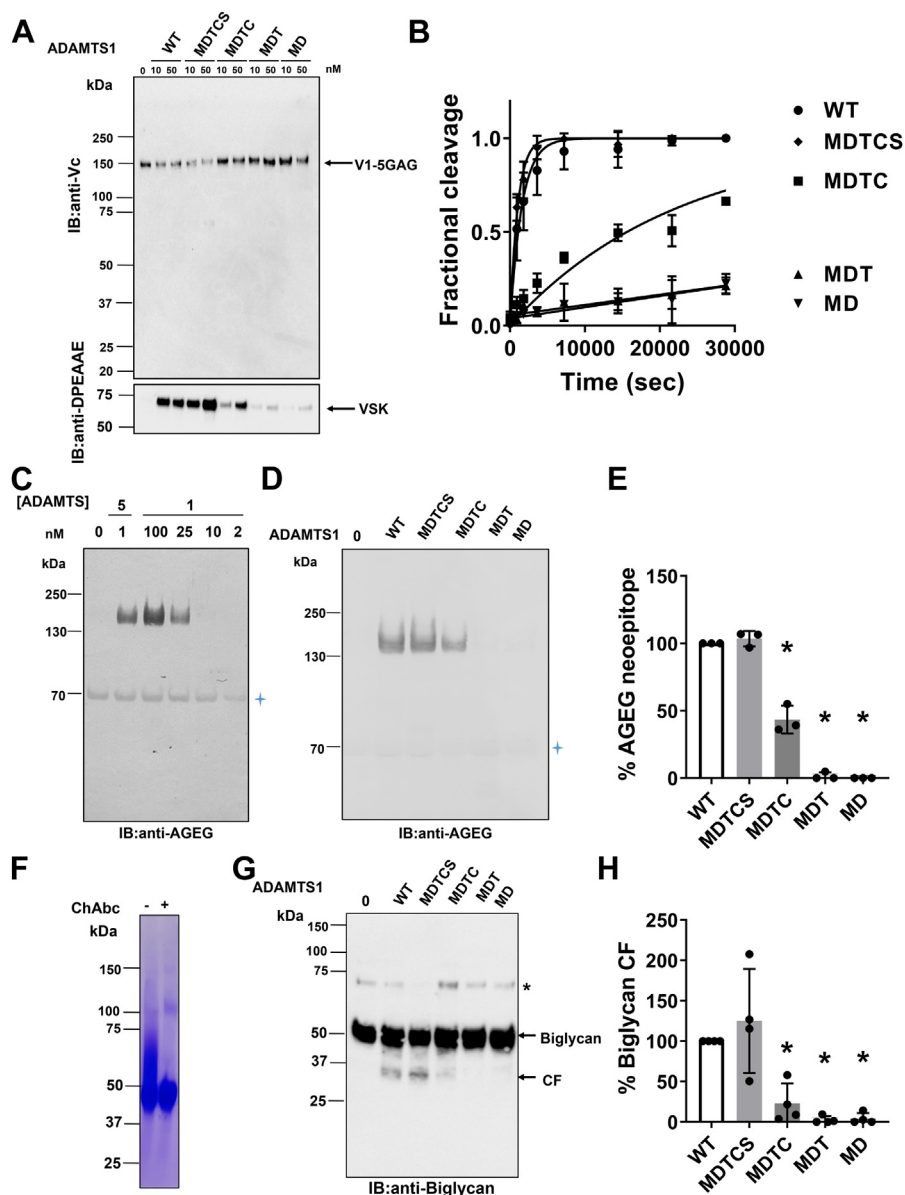 A
ADAMTS1
WT MDTCS MDTC MDT MD
0 10 50 10 50 10 50 10 50 10 50 nM
kDa
250
150
100
75
50
37
25
20
IB:anti-Vc
V1-5GAG
75
50
IB:anti-DPEAAE
VSK
B
Fractional cleavage
1.0
0.5
0.0
0 10000 20000 30000
Time (sec)
WT
MDTCS
MDTC
MDT
MD
C
[ADAMTS] 5 1
nM 0 1 100 25 10 2
kDa
250
130
70
IB:anti-AGEG
D
ADAMTS1 0 WT MDTCS MDTC MDT MD
kDa
250
130
70
IB:anti-AGEG
E
% AGEG neoepitope
150
100
50
0
* * *
WT MDTCS MDTC MDT MD
F
ChAbc - +
kDa
150
100
75
50
37
25
G
ADAMTS1 0 WT MDTCS MDTC MDT MD
kDa
150
100
75
50
37
25
*
Biglycan
CF
IB:anti-Biglycan
H
% Biglycan CF
250
200
150
100
50
0
* * *
WT MDTCS MDTC MDT MD